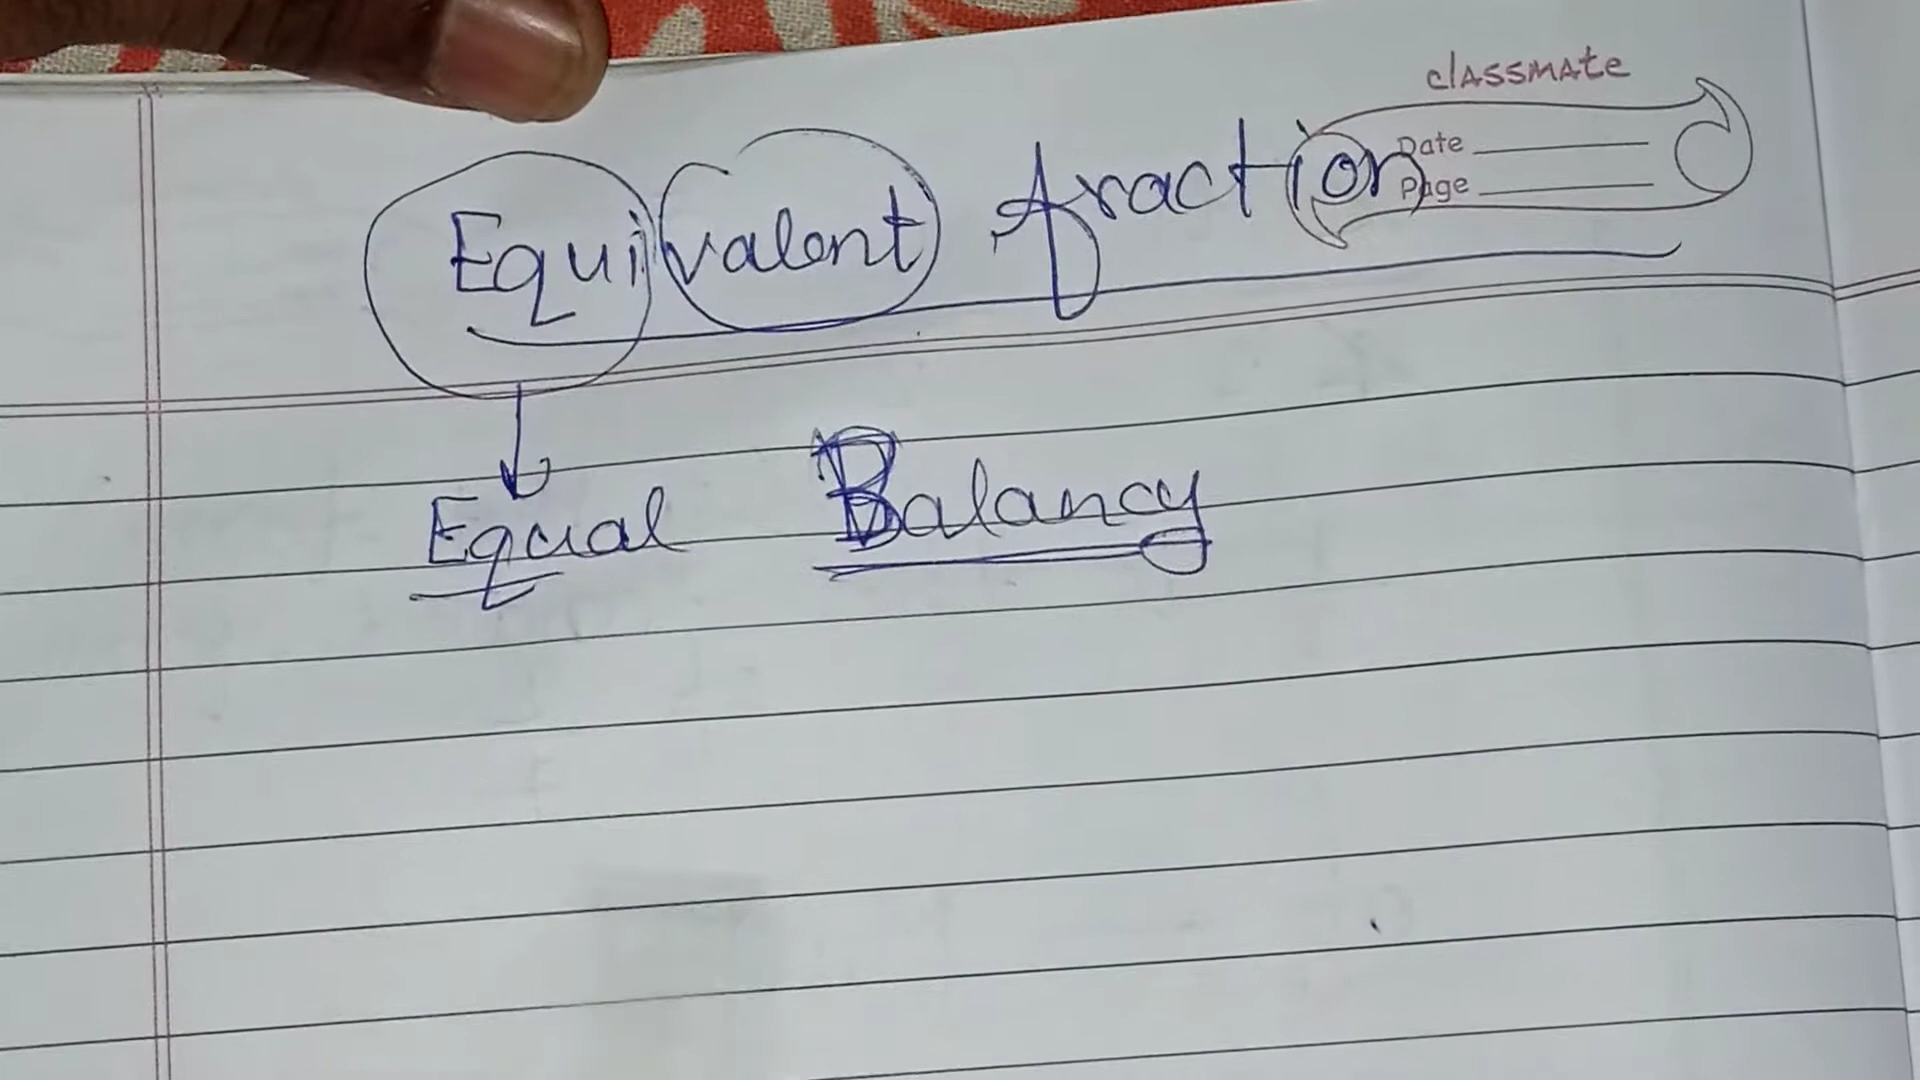 classmate
Equivalent fraction
Date
Page
Equal Balancy